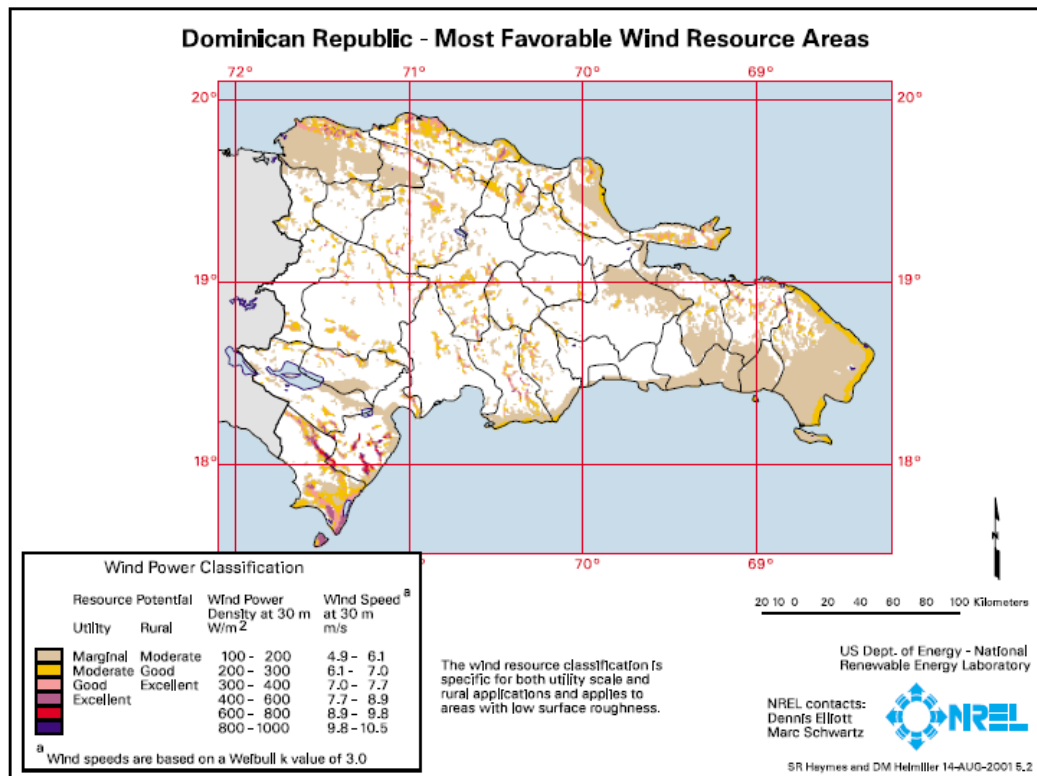 Dominican Republic - Most Favorable Wind Resource Areas
72° 71° 70° 69°
20° 20°
19° 19°
18° 18°
70° 69°
Wind Power Classification
Resource Potential Wind Power Wind Speed a
Density at 30 m at 30 m
Utility Rural W/m2 m/s
Marginal Moderate 100 - 200 4.9 - 6.1
Moderate Good 200 - 300 6.1 - 7.0
Good Excellent 300 - 400 7.0 - 7.7
Excellent 400 - 600 7.7 - 8.9
600 - 800 8.9 - 9.8
800 - 1000 9.8 - 10.5
a Wind speeds are based on a Weibull k value of 3.0
The wind resource classification is
specific for both utility scale and
rural applications and applies to
areas with low surface roughness.
N
20 10 0 20 40 60 80 100 Kilometers
US Dept. of Energy - National
Renewable Energy Laboratory
NREL contacts:
Dennis Elliott
Marc Schwartz
NREL
SR Haymes and DM Heimiller 14-AUG-2001 5.2